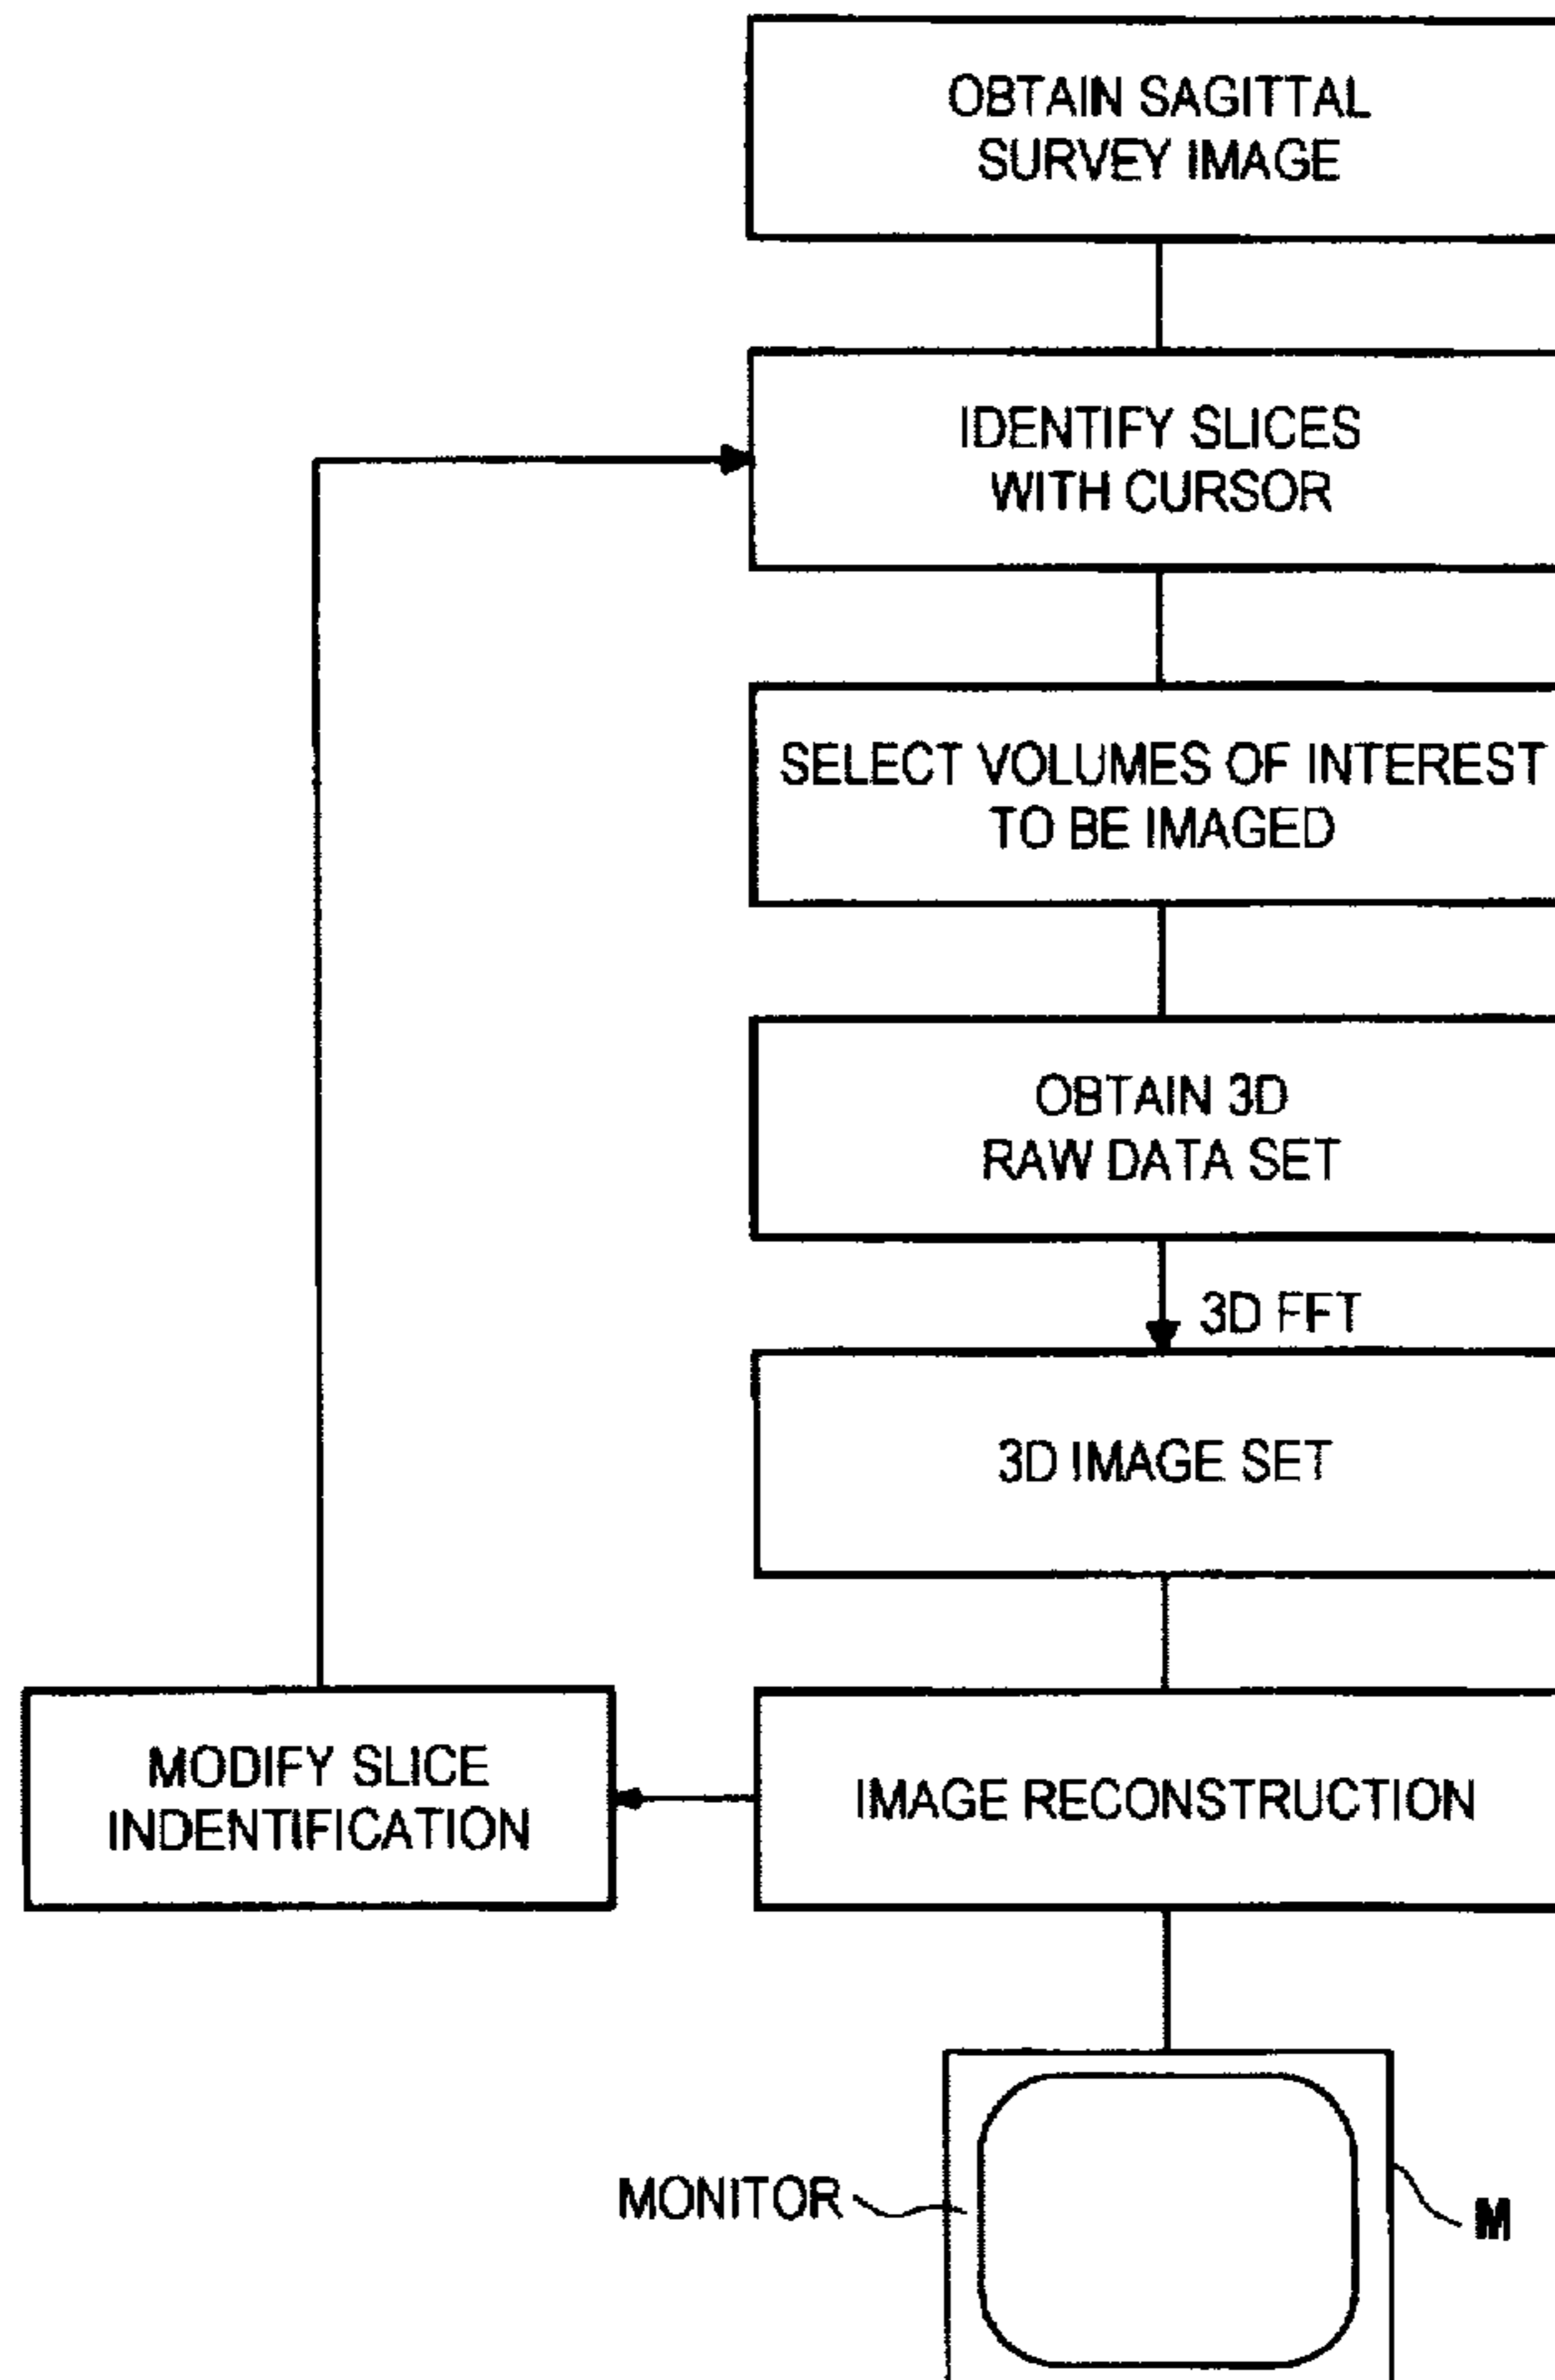 OBTAIN SAGITTAL
SURVEY IMAGE
IDENTIFY SLICES
WITH CURSOR
SELECT VOLUMES OF INTEREST
TO BE IMAGED
OBTAIN 3D
RAW DATA SET
3D FFT
3D IMAGE SET
MODIFY SLICE
INDENTIFICATION
IMAGE RECONSTRUCTION
MONITOR
M